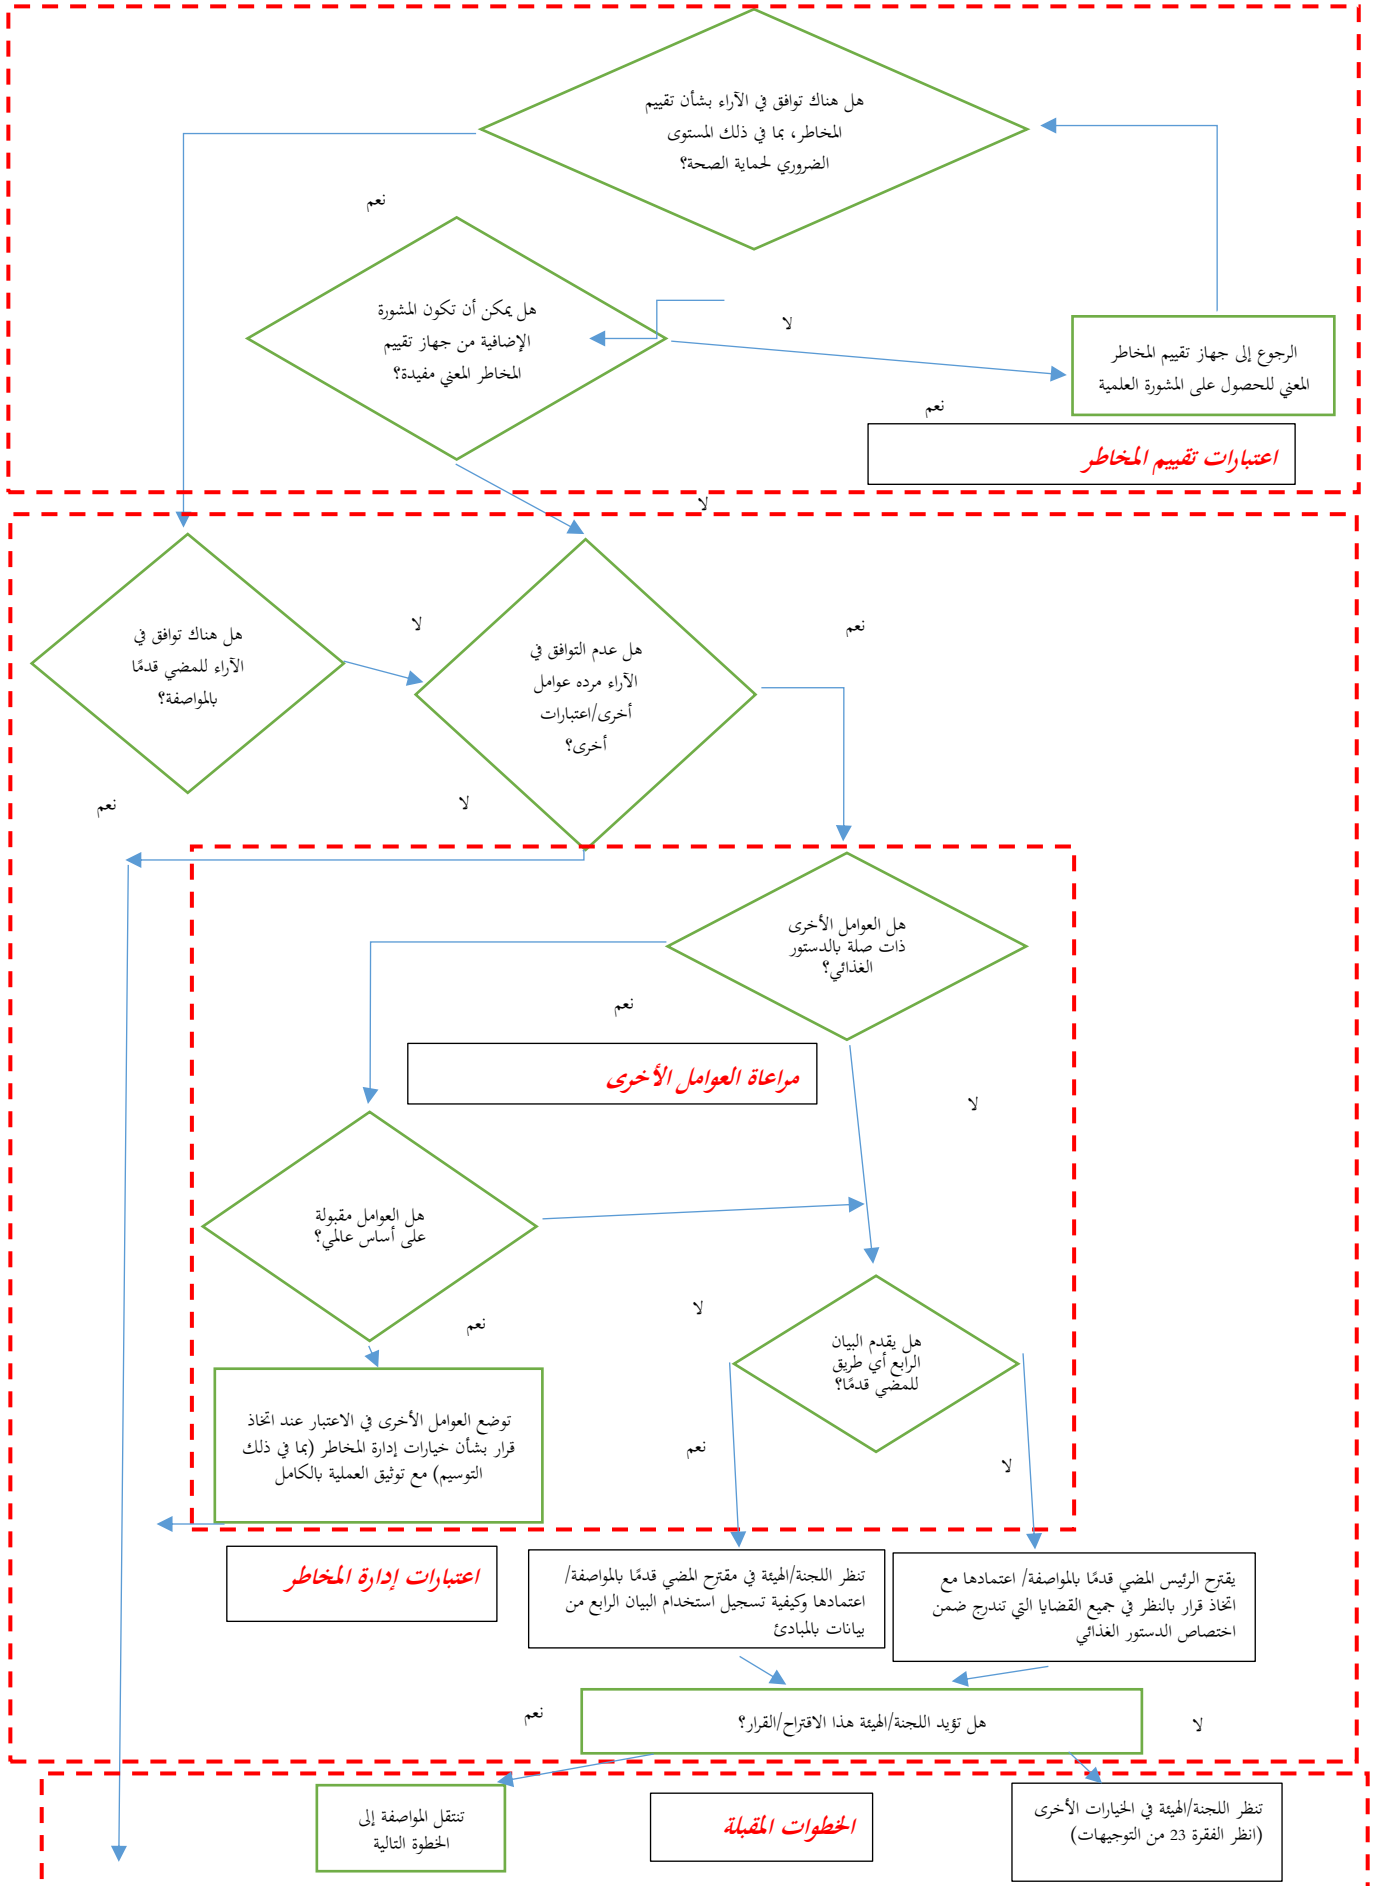 هل هناك توافق في الآراء بشأن تقييم
المخاطر، بما في ذلك المستوى
الضروري لحماية الصحة؟
نعم
هل يمكن أن تكون المشورة
الإضافية من جهاز تقييم
المخاطر المعني مفيدة؟
لا
الرجوع إلى جهاز تقييم المخاطر
المعني للحصول على المشورة العلمية
نعم
اعتبارات تقييم المخاطر
لا
هل هناك توافق في
الآراء للمضي قدمًا
بالمواصفة؟
لا
هل عدم التوافق في
الآراء مرده عوامل
أخرى/اعتبارات
أخرى؟
نعم
نعم
لا
هل العوامل الأخرى
ذات صلة بالدستور
الغذائي؟
نعم
مراعاة العوامل الأخرى
لا
هل العوامل مقبولة
على أساس عالمي؟
لا
نعم
هل يقدم البيان
الرابع أي طريق
للمضي قدمًا؟
توضع العوامل الأخرى في الاعتبار عند اتخاذ
قرار بشأن خيارات إدارة المخاطر (بما في ذلك
التوسيم) مع توثيق العملية بالكامل
نعم
لا
اعتبارات إدارة المخاطر
تنظر اللجنة/الهيئة في مقترح المضي قدمًا بالمواصفة/
اعتمادها وكيفية تسجيل استخدام البيان الرابع من
بيانات بالمبادئ
يقترح الرئيس المضي قدمًا بالمواصفة/ اعتمادها مع
اتخاذ قرار بالنظر في جميع القضايا التي تندرج ضمن
اختصاص الدستور الغذائي
نعم
هل تؤيد اللجنة/الهيئة هذا الاقتراح/القرار؟
لا
تنتقل المواصفة إلى
الخطوة التالية
الخطوات المقبلة
تنظر اللجنة/الهيئة في الخيارات الأخرى
(انظر الفقرة 23 من التوجيهات)